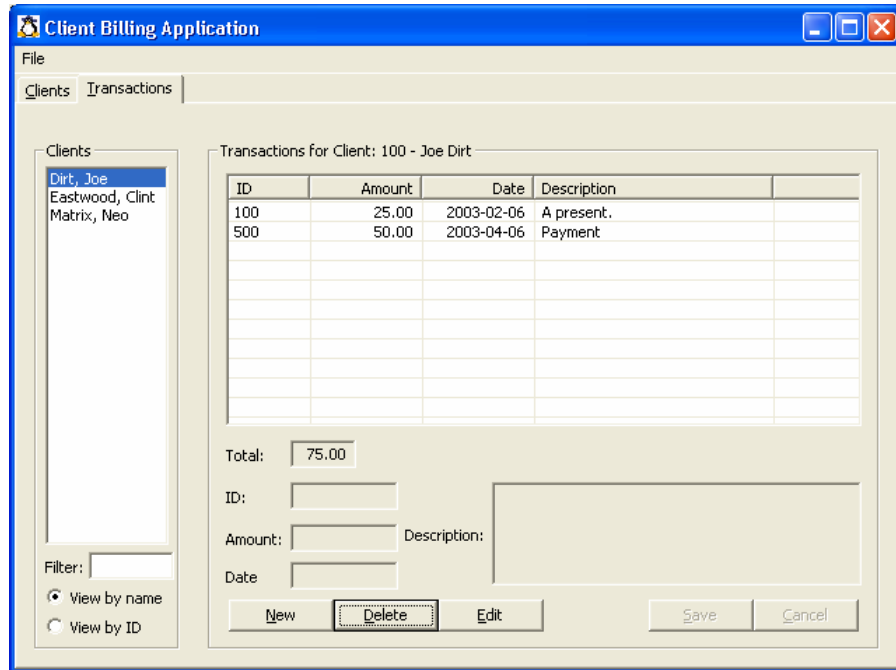 Client Billing Application
File
Clients Transactions
Clients
Dirt, Joe
Eastwood, Clint
Matrix, Neo
Filter:
View by name
View by ID
Transactions for Client: 100 - Joe Dirt
ID Amount Date Description
100 25.00 2003-02-06 A present.
500 50.00 2003-04-06 Payment
Total: 75.00
ID:
Amount: Description:
Date
New Delete Edit Save Cancel